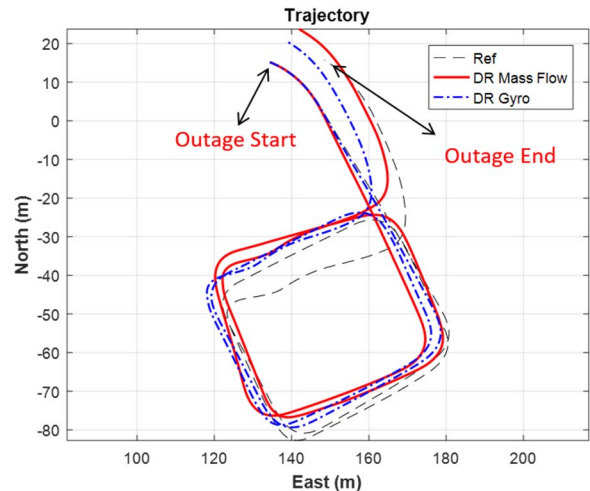 Trajectory
20
10
0
-10
-20
-30
-40
-50
-60
-70
-80
North (m)
Ref
DR Mass Flow
DR Gyro
Outage Start
Outage End
100
120
140
160
180
200
East (m)